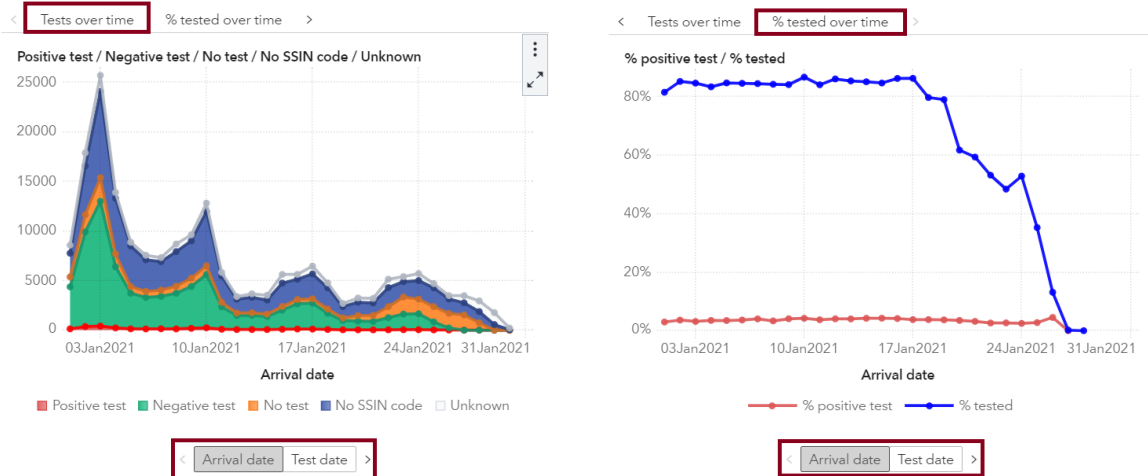 Tests over time % tested over time
Positive test / Negative test / No test / No SSIN code / Unknown
25000
20000
15000
10000
5000
0
03Jan2021 10Jan2021 17Jan2021 24Jan2021 31Jan2021
Arrival date
Positive test Negative test No test No SSIN code Unknown
Arrival date Test date
Tests over time % tested over time
% positive test / % tested
80%
60%
40%
20%
0%
03Jan2021 10Jan2021 17Jan2021 24Jan2021 31Jan2021
Arrival date
% positive test % tested
Arrival date Test date